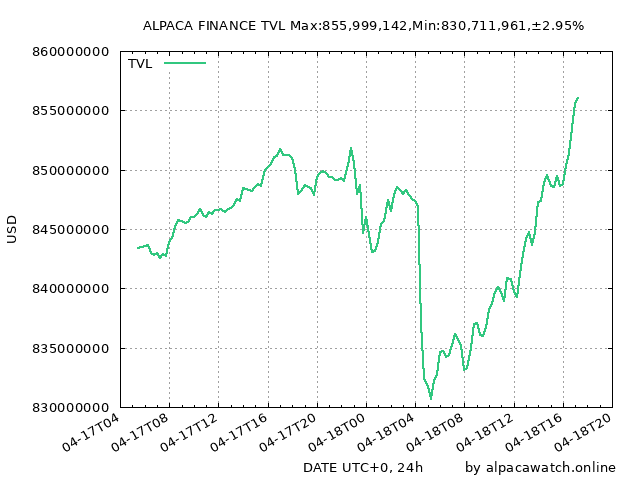 ALPACA FINANCE TVL Max:855,999,142,Min:830,711,961,±2.95%
TVL
860000000
855000000
850000000
845000000
840000000
835000000
830000000
USD
04-17T04
04-17T08
04-17T12
04-17T16
04-17T20
04-18T00
04-18T04
04-18T08
04-18T12
04-18T16
04-18T20
DATE UTC+0, 24h
by alpacawatch.online